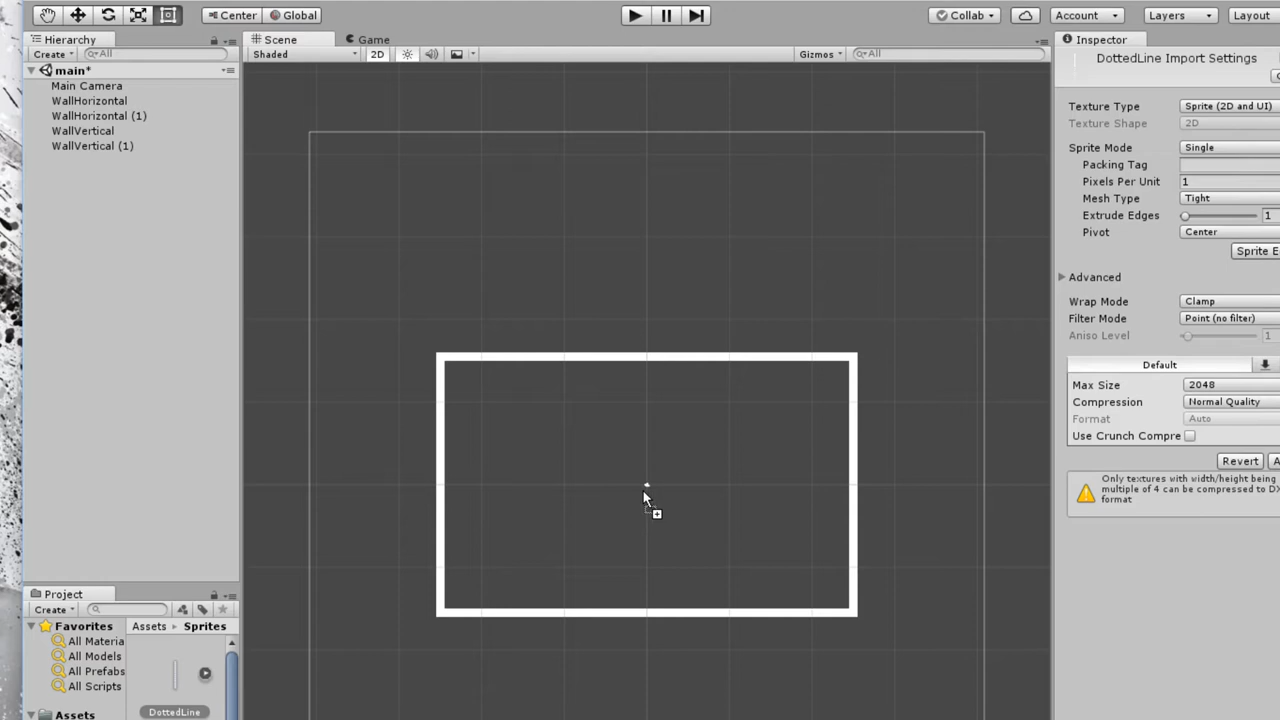 Center Global Collab Account Layers Layout
Hierarchy
Create All
main*
Main Camera
WallHorizontal
WallHorizontal (1)
WallVertical
WallVertical (1)
Scene Game
Shaded 2D Gizmos All
Inspector
DottedLine Import Settings
Texture Type Sprite (2D and UI)
Texture Shape 2D
Sprite Mode Single
Packing Tag
Pixels Per Unit 1
Mesh Type Tight
Extrude Edges 1
Pivot Center
Sprite E
Advanced
Wrap Mode Clamp
Filter Mode Point (no filter)
Aniso Level 1
Default
Max Size 2048
Compression Normal Quality
Format Auto
Use Crunch Compre
Revert A
Only textures with width/height being
multiple of 4 can be compressed to DX
format
Project
Create
Favorites
All Materia
All Models
All Prefabs
All Scripts
Assets
Assets Sprites
DottedLine